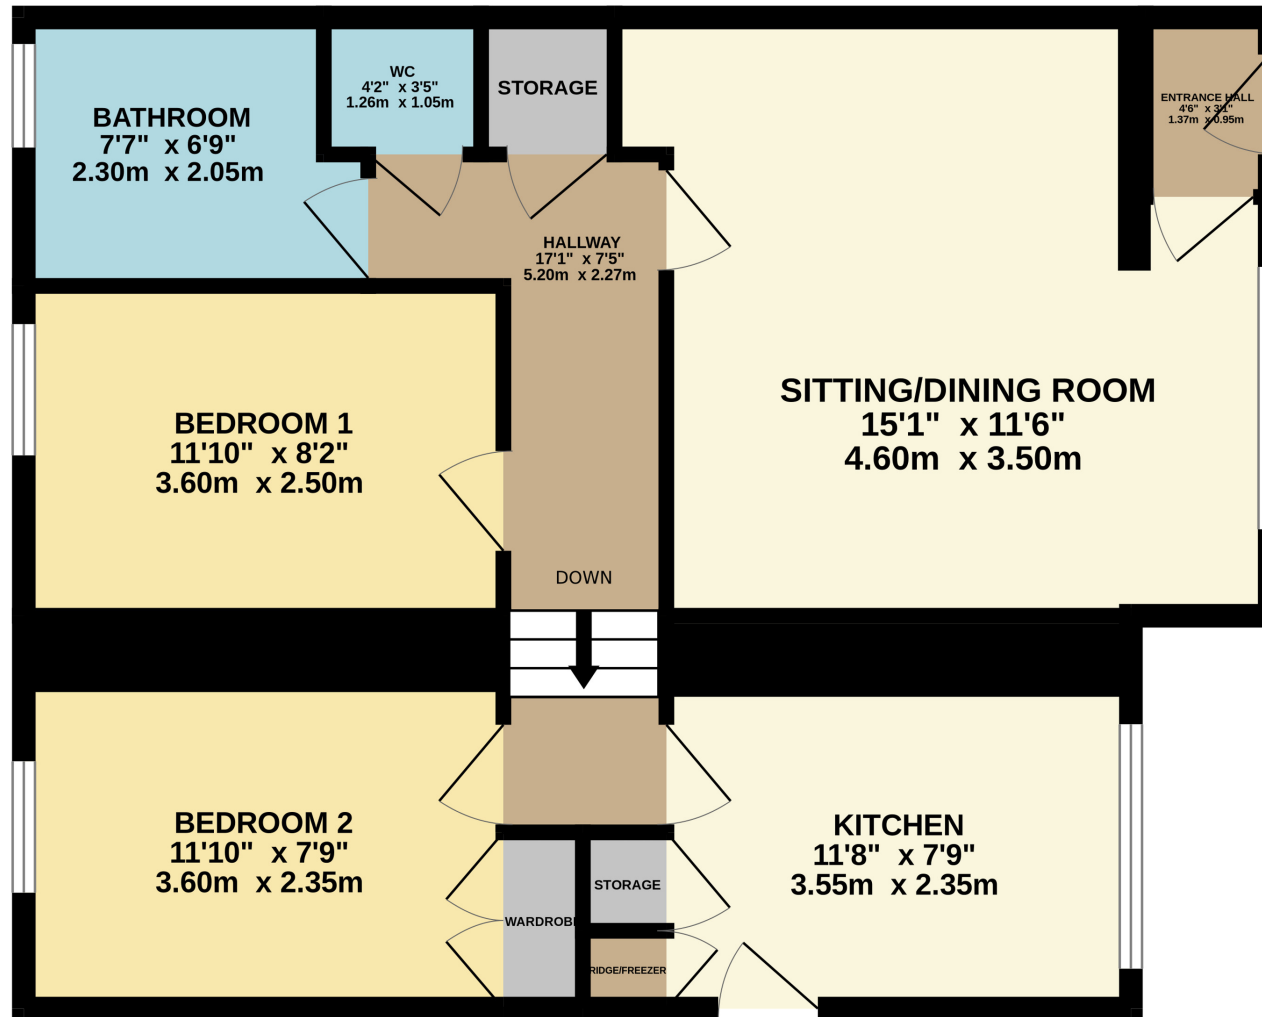 BATHROOM
7'7" x 6'9"
2.30m x 2.05m
WC
4'2" x 3'5"
1.26m x 1.05m
STORAGE
ENTRANCE HALL
4'6" x 3'1"
1.37m x 0.95m
HALLWAY
17'1" x 7'5"
5.20m x 2.27m
BEDROOM 1
11'10" x 8'2"
3.60m x 2.50m
SITTING/DINING ROOM
15'1" x 11'6"
4.60m x 3.50m
DOWN
BEDROOM 2
11'10" x 7'9"
3.60m x 2.35m
KITCHEN
11'8" x 7'9"
3.55m x 2.35m
STORAGE
WARDROBE
RIDGE/FREEZER